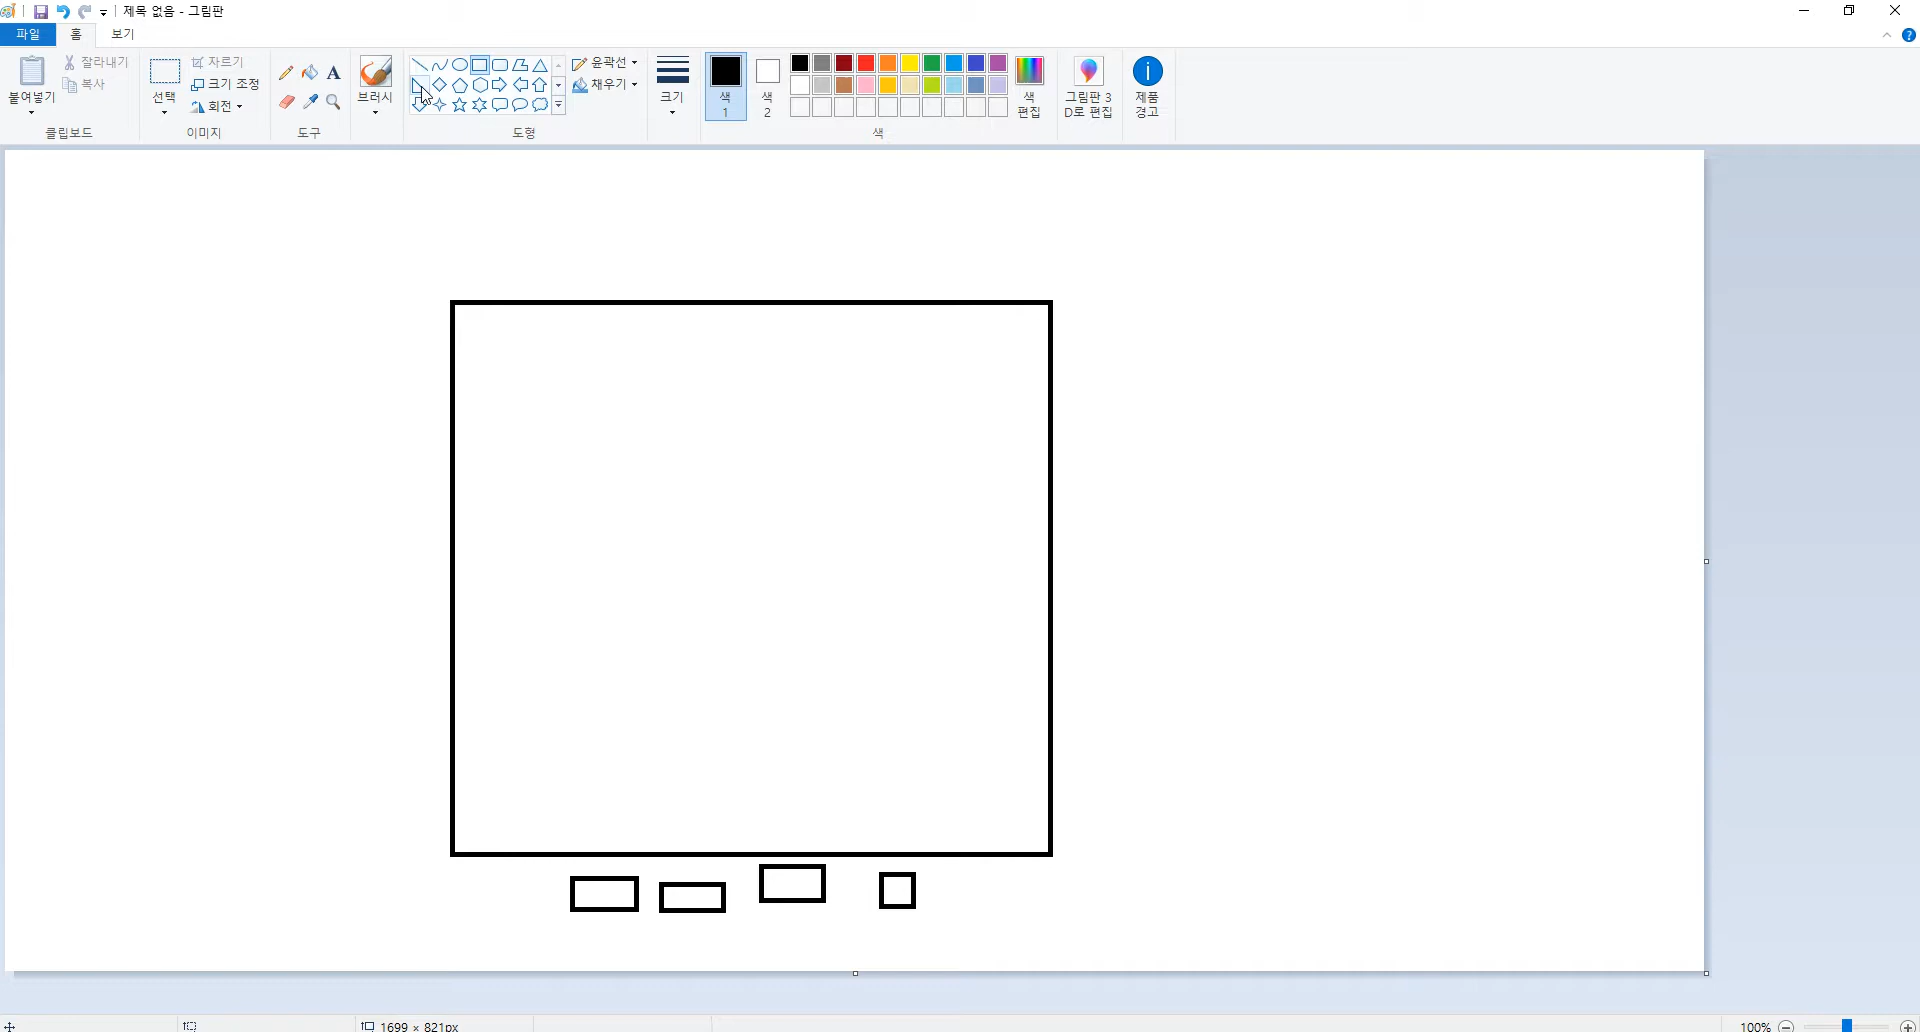 제목 없음 - 그림판
파일 홈 보기
붙여넣기
잘라내기
복사
클립보드
선택
자르기
크기 조정
회전
이미지
A
도구
브러시
윤곽선
채우기
도형
크기
색
1
색
2
색
편집
색
그림판 3
D로 편집
제품
경고
1699 × 821px
100%